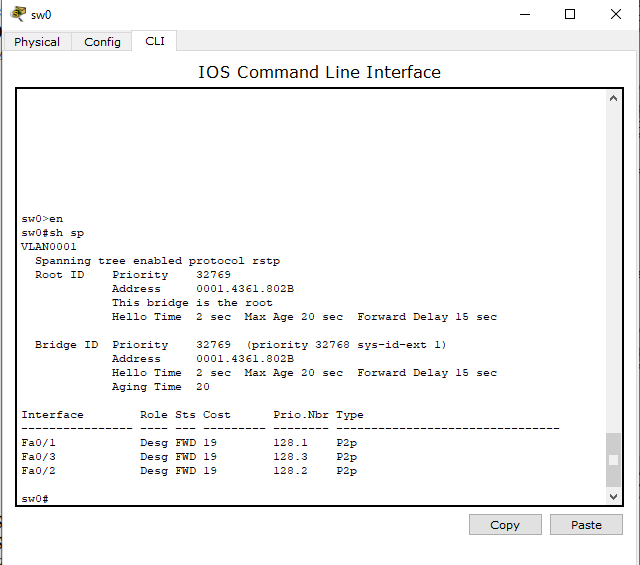 sw0
Physical Config CLI
IOS Command Line Interface
sw0>en
sw0#sh sp
VLAN0001
  Spanning tree enabled protocol rstp
  Root ID    Priority    32769
             Address     0001.4361.802B
             This bridge is the root
             Hello Time  2 sec  Max Age 20 sec  Forward Delay 15 sec

  Bridge ID  Priority    32769  (priority 32768 sys-id-ext 1)
             Address     0001.4361.802B
             Hello Time  2 sec  Max Age 20 sec  Forward Delay 15 sec
             Aging Time  20

Interface        Role Sts Cost      Prio.Nbr Type
---------------- ---- --- --------- -------- --------------------------------
Fa0/1            Desg FWD 19        128.1    P2p
Fa0/3            Desg FWD 19        128.3    P2p
Fa0/2            Desg FWD 19        128.2    P2p

sw0#
Copy Paste